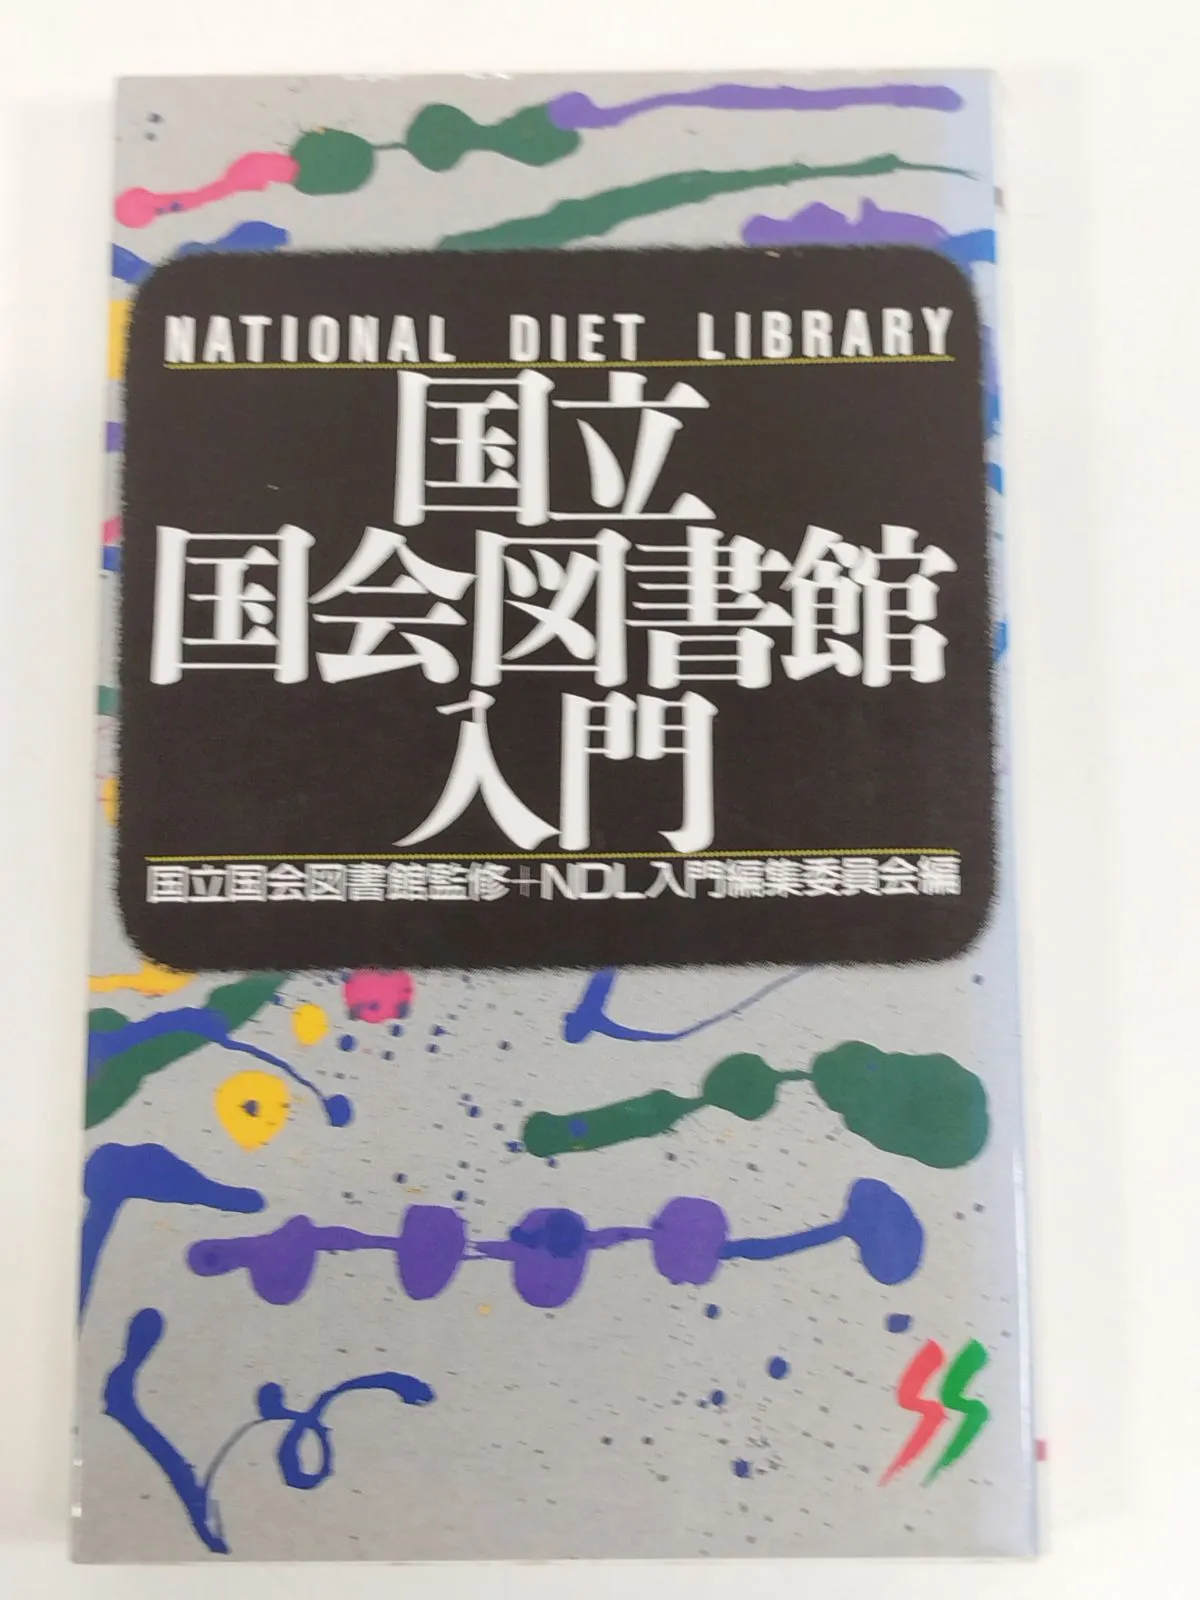 NATIONAL DIET LIBRARY
国立
国会図書館
入門
国立国会図書館監修+NDL入門編集委員会編
SS